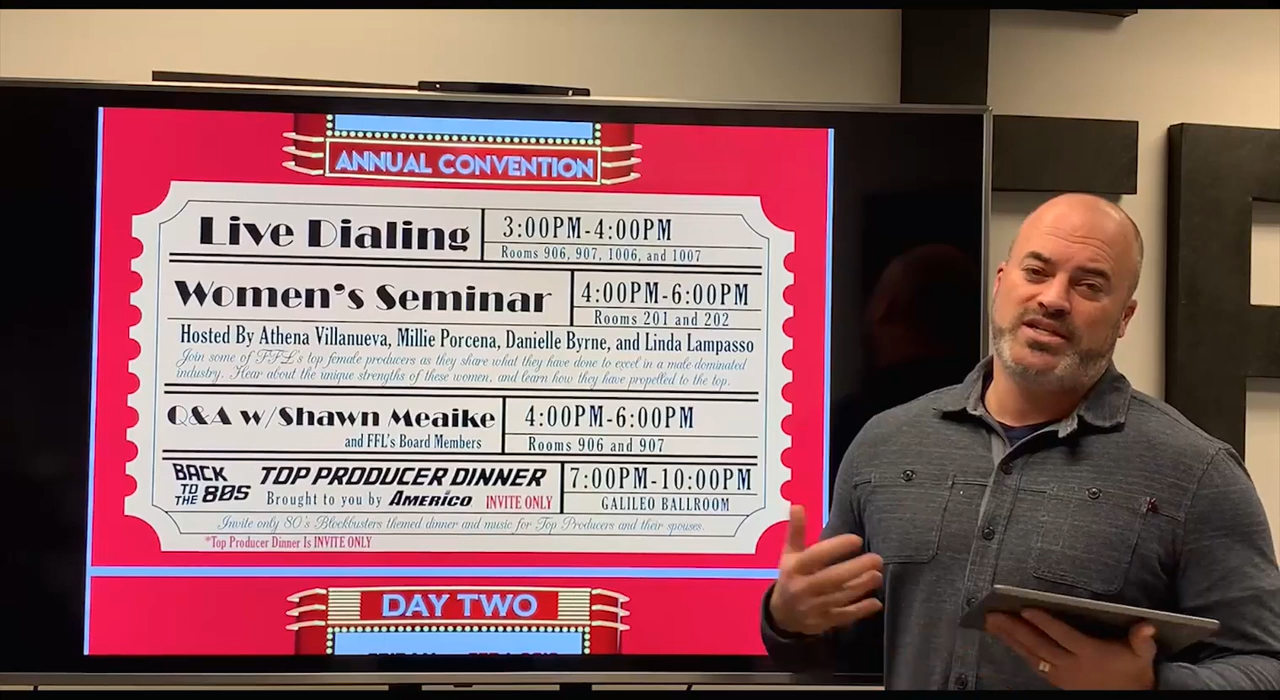 ANNUAL CONVENTION
Live Dialing
3:00PM-4:00PM
Rooms 906, 907, 1006, and 1007
Women's Seminar
4:00PM-6:00PM
Rooms 201 and 202
Hosted By Athena Villanueva, Millie Porcena, Danielle Byrne, and Linda Lampasso
Join some of FFL's top female producers as they share what they have done to excel in a male-dominated
industry. Hear about the unique strengths of these women, and learn how they have propelled to the top.
Q&A w/Shawn Meaike
and FFL's Board Members
4:00PM-6:00PM
Rooms 906 and 907
BACK
TO THE 80S
TOP PRODUCER DINNER
Brought to you by AMERICO INVITE ONLY
7:00PM-10:00PM
GALILEO BALLROOM
Invite only 80's Blockbusters themed dinner and music for Top Producers and their spouses.
*Top Producer Dinner Is INVITE ONLY
DAY TWO